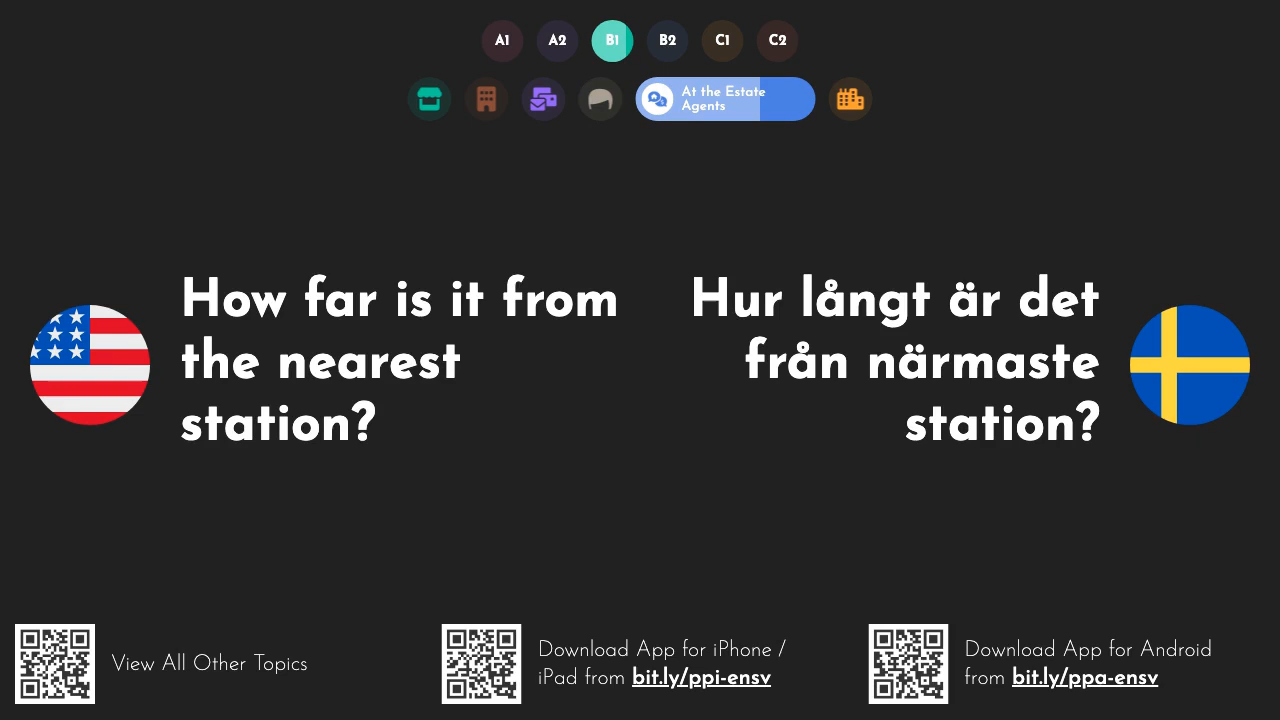 A1 A2 B1 B2 C1 C2
At the Estate
Agents
How far is it from
the nearest
station?
Hur långt är det
från närmaste
station?
View All Other Topics
Download App for iPhone /
iPad from bit.ly/ppi-ensv
Download App for Android
from bit.ly/ppa-ensv